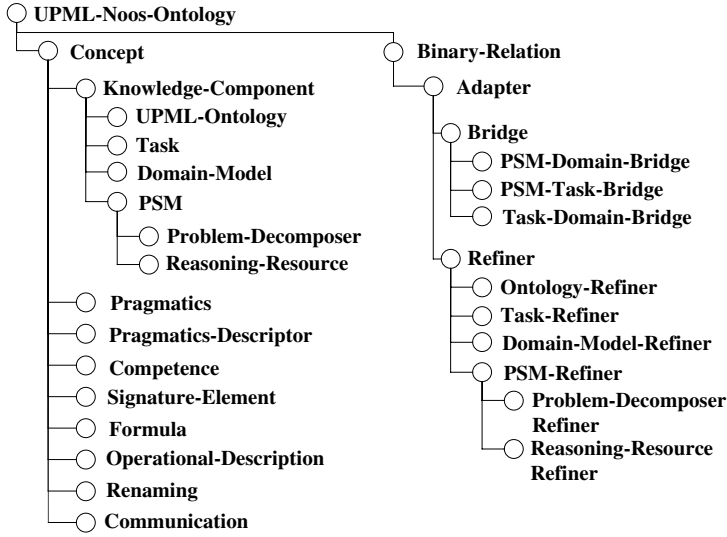 UPML-Noos-Ontology
Concept
Knowledge-Component
UPML-Ontology
Task
Domain-Model
PSM
Problem-Decomposer
Reasoning-Resource
Pragmatics
Pragmatics-Descriptor
Competence
Signature-Element
Formula
Operational-Description
Renaming
Communication
Binary-Relation
Adapter
Bridge
PSM-Domain-Bridge
PSM-Task-Bridge
Task-Domain-Bridge
Refiner
Ontology-Refiner
Task-Refiner
Domain-Model-Refiner
PSM-Refiner
Problem-Decomposer
Refiner
Reasoning-Resource
Refiner